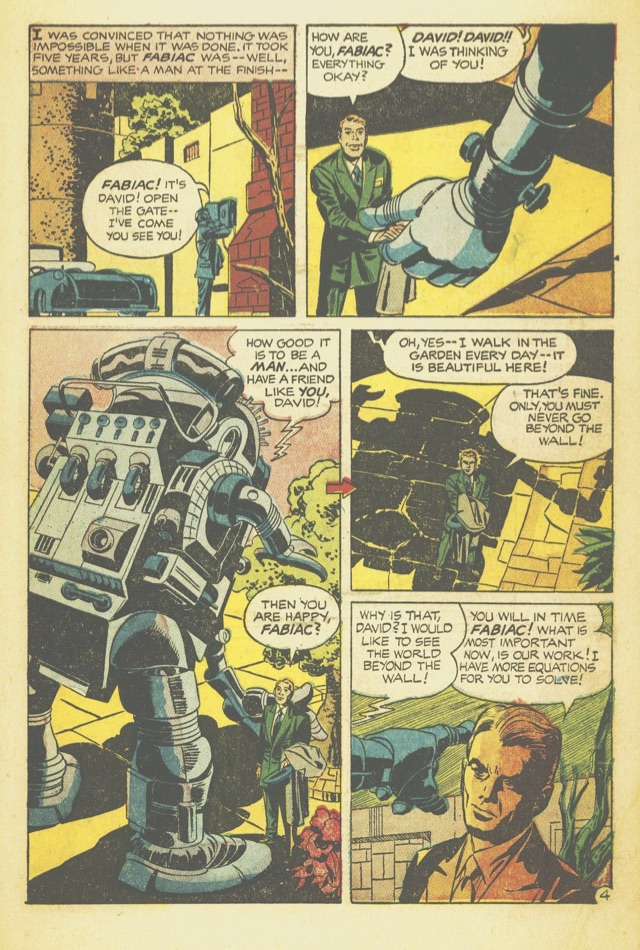 I WAS CONVINCED THAT NOTHING WAS
IMPOSSIBLE WHEN IT WAS DONE. IT TOOK
FIVE YEARS, BUT FABIAC WAS--WELL,
SOMETHING LIKE A MAN AT THE FINISH--
FABIAC! IT'S
DAVID! OPEN
THE GATE--
I'VE COME
YOU SEE YOU!
HOW ARE
YOU, FABIAC?
EVERYTHING
OKAY?
DAVID! DAVID!!
I WAS THINKING
OF YOU!
HOW GOOD IT
IS TO BE A
MAN...AND
HAVE A FRIEND
LIKE YOU,
DAVID!
THEN YOU
ARE HAPPY,
FABIAC?
OH, YES--I WALK IN THE
GARDEN EVERY DAY--IT
IS BEAUTIFUL HERE!
THAT'S FINE.
ONLY, YOU MUST
NEVER GO
BEYOND THE
WALL!
WHY IS THAT,
DAVID? I WOULD
LIKE TO SEE
THE WORLD
BEYOND THE
WALL!
YOU WILL IN TIME
FABIAC! WHAT IS
MOST IMPORTANT
NOW, IS OUR WORK! I
HAVE MORE EQUATIONS
FOR YOU TO SOLVE!
4